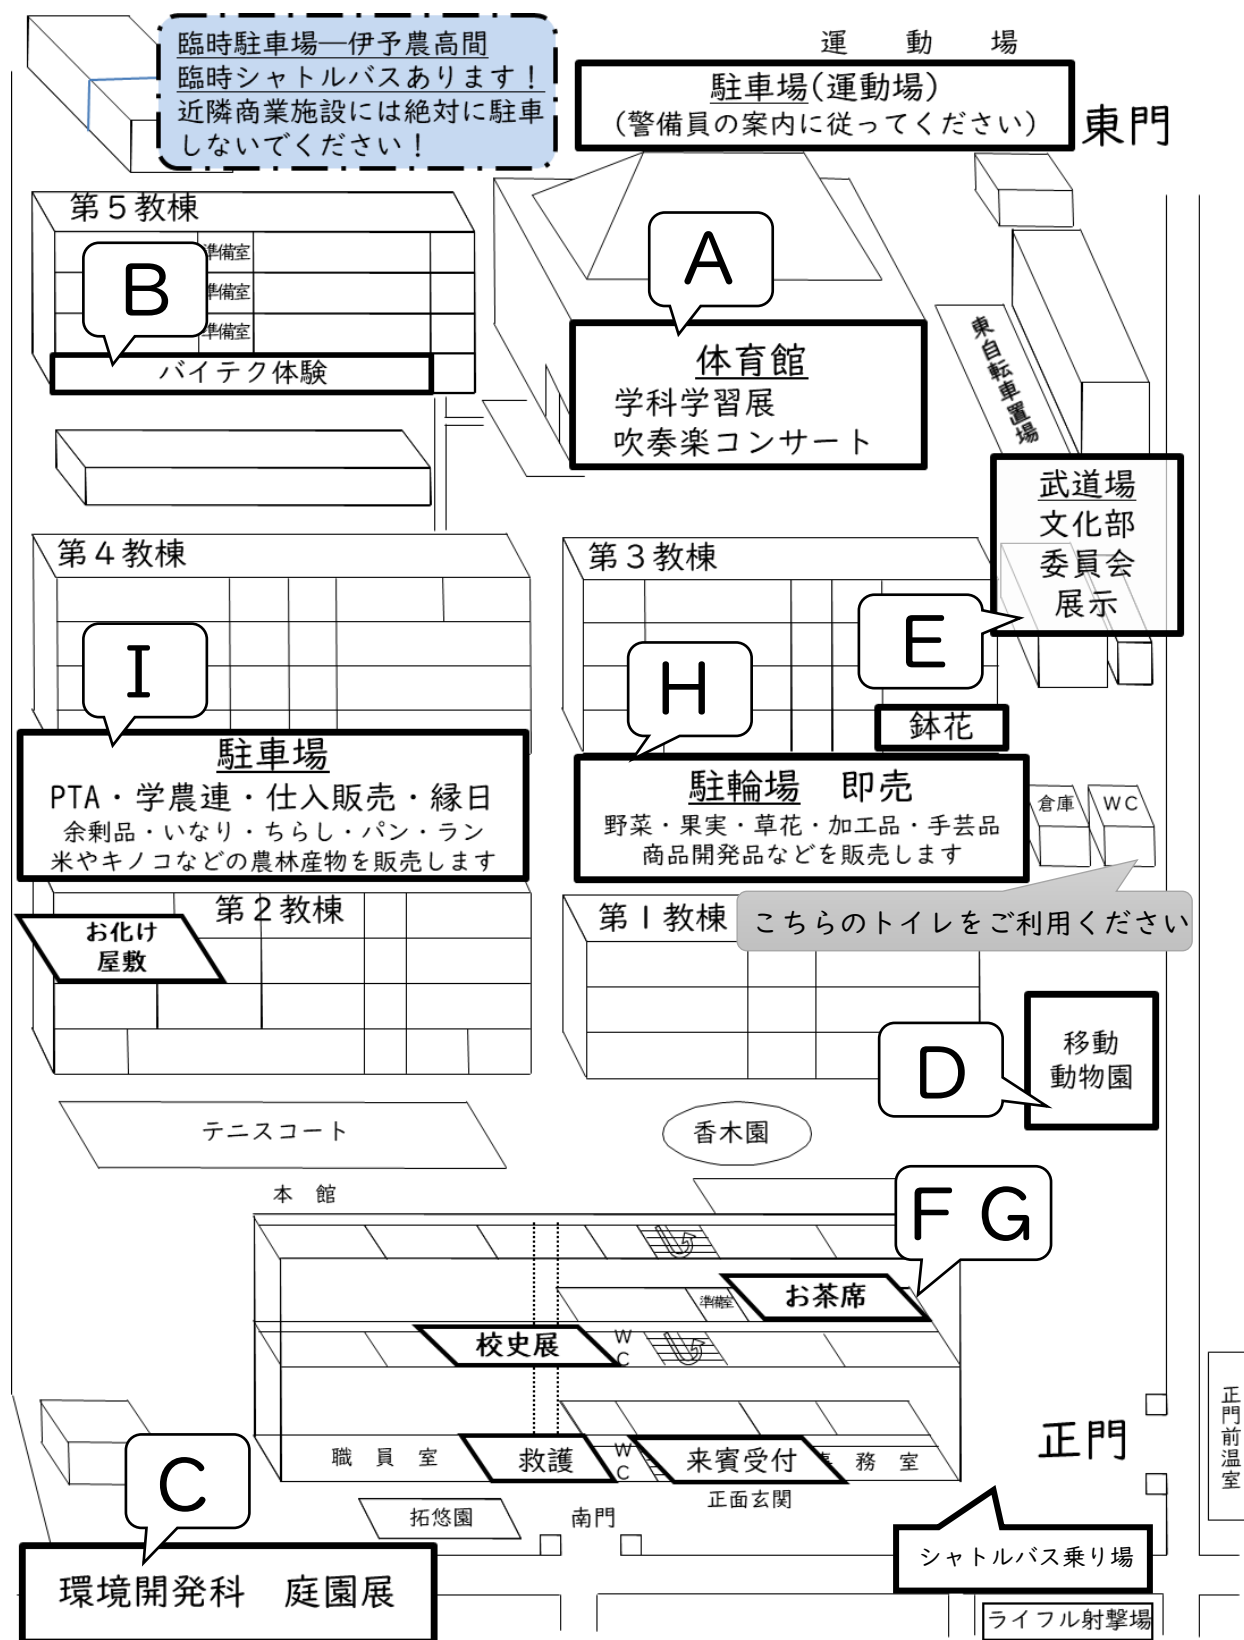 臨時駐車場―伊予農高間
臨時シャトルバスあります！
近隣商業施設には絶対に駐車
しないでください！
運　動　場
駐車場(運動場)
(警備員の案内に従ってください)
東門
第５教棟
準備室
準備室
準備室
B
バイテク体験
A
体育館
学科学習展
吹奏楽コンサート
東自転車置場
武道場
文化部
委員会
展示
第４教棟
第３教棟
E
I
H
鉢花
駐車場
PTA・学農連・仕入販売・縁日
余剰品・いなり・ちらし・パン・ラン
米やキノコなどの農林産物を販売します
駐輪場　即売
野菜・果実・草花・加工品・手芸品
商品開発品などを販売します
倉庫
WC
第２教棟
お化け
屋敷
第１教棟
こちらのトイレをご利用ください
移動
動物園
D
テニスコート
香木園
本　館
F G
準備室
お茶席
校史展
WC
職　員　室
救護
WC
来賓受付
務　室
正面玄関
正門
正門前温室
C
拓悠園
南門
シャトルバス乗り場
環境開発科　庭園展
ライフル射撃場